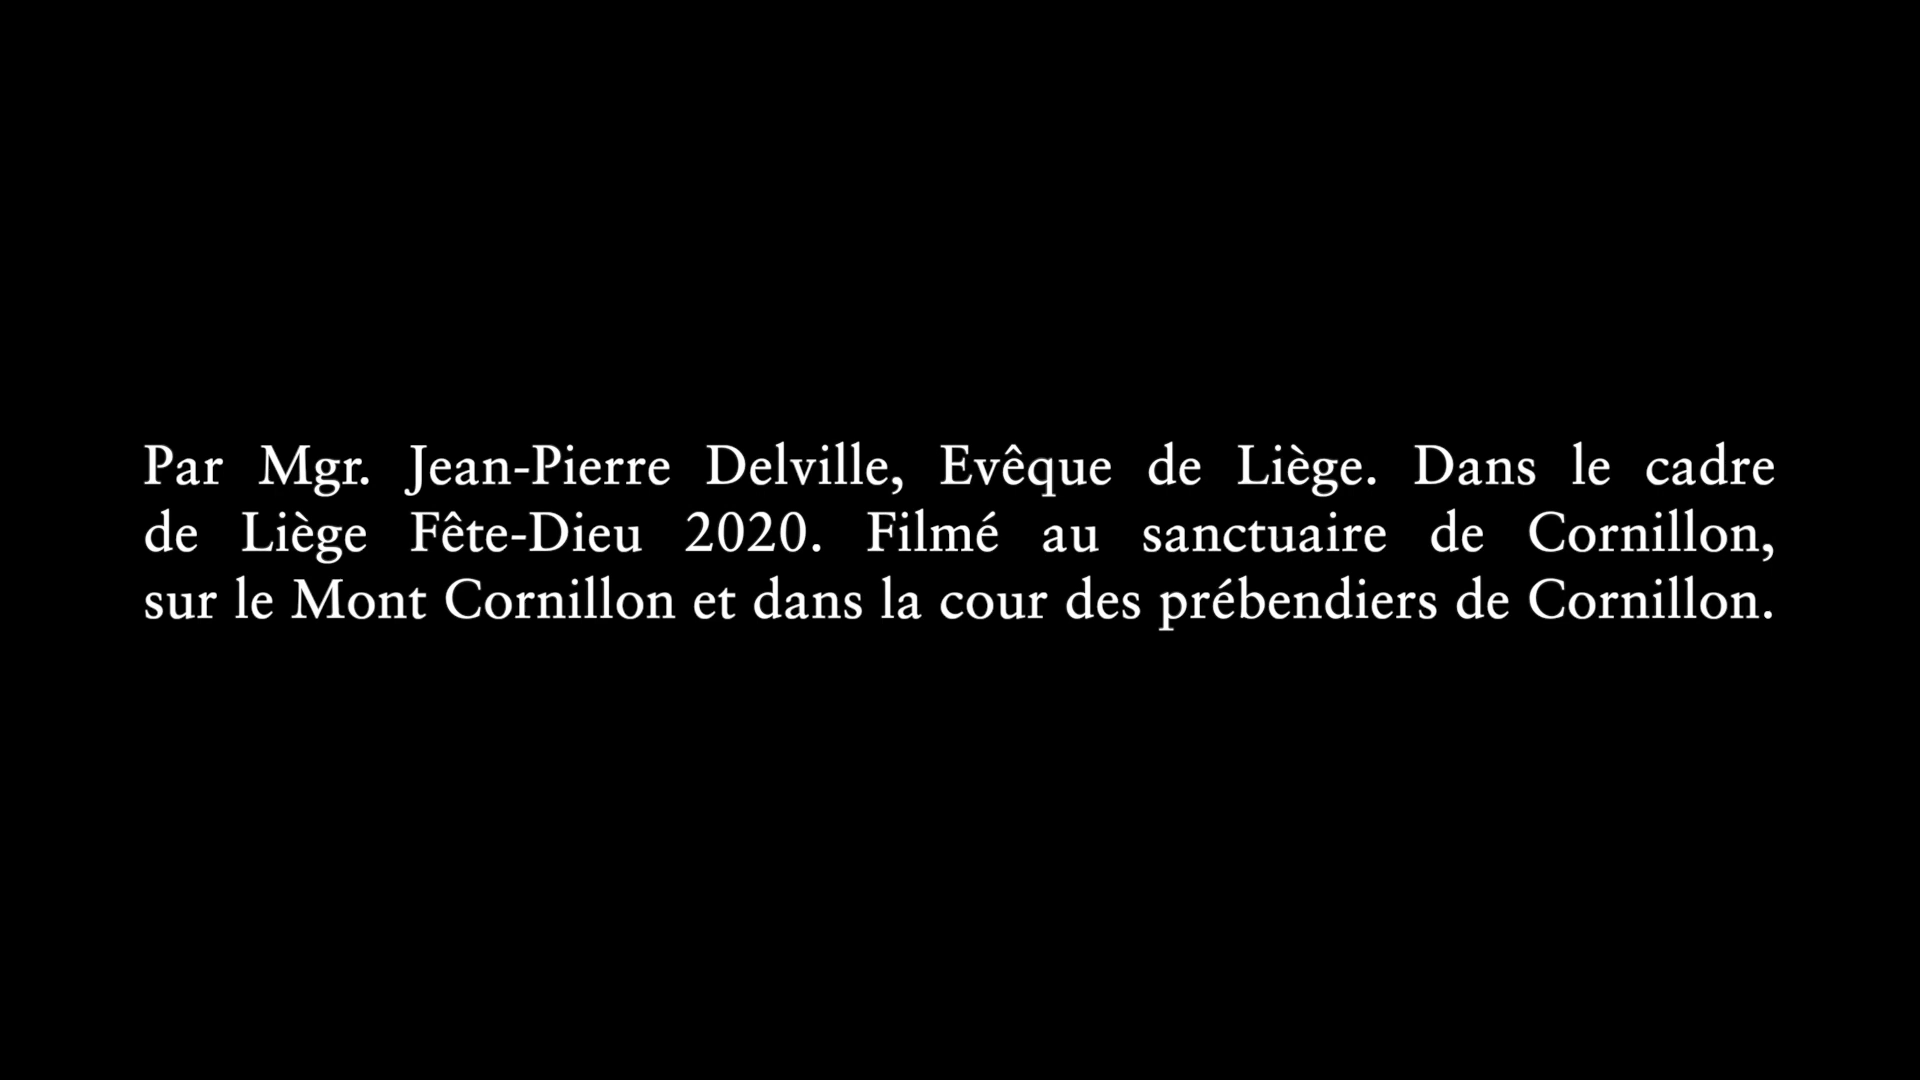 Par Mgr. Jean-Pierre Delville, Evêque de Liège. Dans le cadre
de Liège Fête-Dieu 2020. Filmé au sanctuaire de Cornillon,
sur le Mont Cornillon et dans la cour des prébendiers de Cornillon.